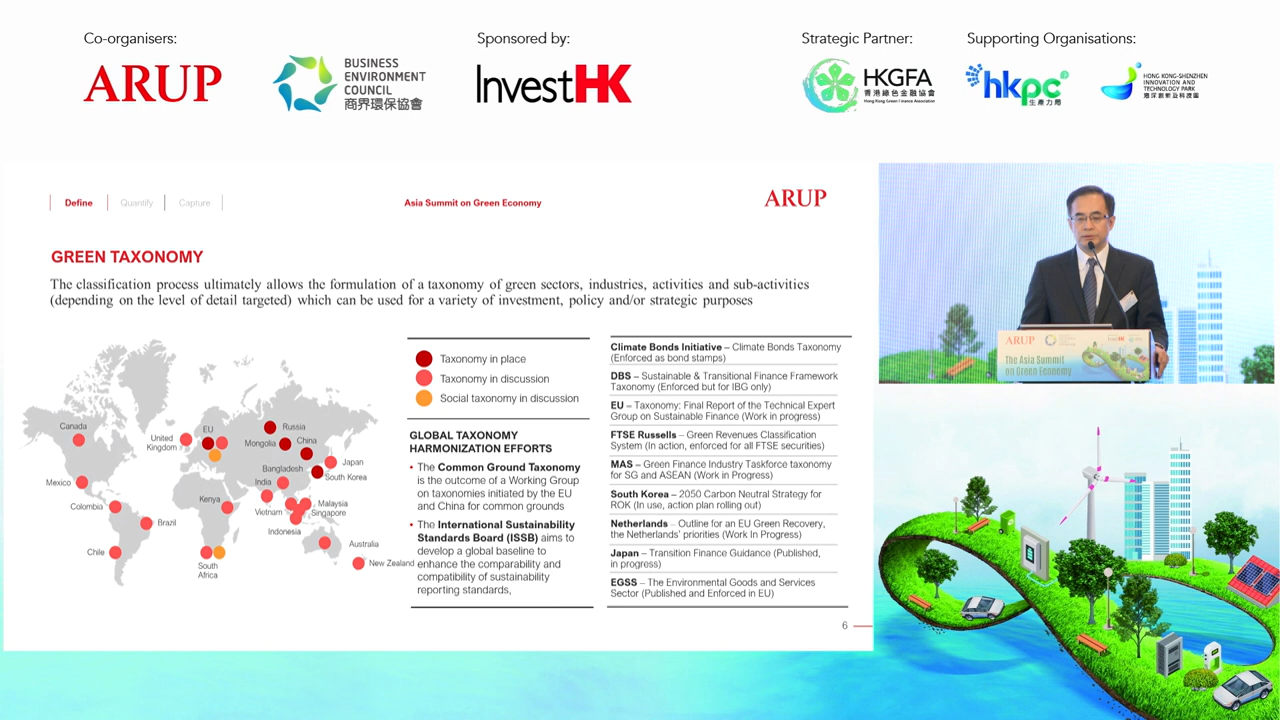 Co-organisers:
Sponsored by:
Strategic Partner:
Supporting Organisations:
ARUP
BUSINESS
ENVIRONMENT
COUNCIL
商界環保協會
InvestHK
HKGFA
香港綠色金融協會
Hong Kong Green Finance Association
hkpc
生產力局
HONG KONG-SHENZHEN
INNOVATION AND
TECHNOLOGY PARK
港深創新及科技園
Define
Quantify
Capture
Asia Summit on Green Economy
ARUP
GREEN TAXONOMY
The classification process ultimately allows the formulation of a taxonomy of green sectors, industries, activities and sub-activities
(depending on the level of detail targeted) which can be used for a variety of investment, policy and/or strategic purposes
Canada
Mexico
Colombia
Brazil
Chile
United
Kingdom
EU
Russia
Mongolia
China
Japan
South Korea
Bangladesh
India
Kenya
Vietnam
Malaysia
Singapore
Indonesia
South
Africa
Australia
New Zealand
Taxonomy in place
Taxonomy in discussion
Social taxonomy in discussion
GLOBAL TAXONOMY
HARMONIZATION EFFORTS
• The Common Ground Taxonomy
is the outcome of a Working Group
on taxonomies initiated by the EU
and China for common grounds
• The International Sustainability
Standards Board (ISSB) aims to
develop a global baseline to
enhance the comparability and
compatibility of sustainability
reporting standards,
Climate Bonds Initiative – Climate Bonds Taxonomy
(Enforced as bond stamps)
DBS – Sustainable & Transitional Finance Framework
Taxonomy (Enforced but for IBG only)
EU – Taxonomy: Final Report of the Technical Expert
Group on Sustainable Finance (Work in progress)
FTSE Russells – Green Revenues Classification
System (In action, enforced for all FTSE securities)
MAS – Green Finance Industry Taskforce taxonomy
for SG and ASEAN (Work in Progress)
South Korea – 2050 Carbon Neutral Strategy for
ROK (In use, action plan rolling out)
Netherlands – Outline for an EU Green Recovery,
the Netherlands' priorities (Work In Progress)
Japan – Transition Finance Guidance (Published,
in progress)
EGSS – The Environmental Goods and Services
Sector (Published and Enforced in EU)
6
ARUP
InvestHK
The Asia Summit
on Green Economy